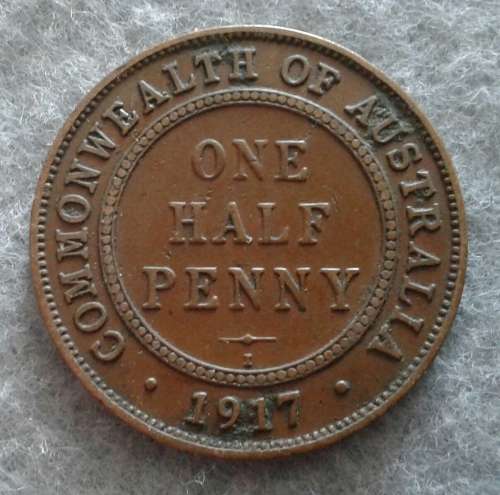 COMMONWEALTH OF AUSTRALIA
ONE
HALF
PENNY
I
1917